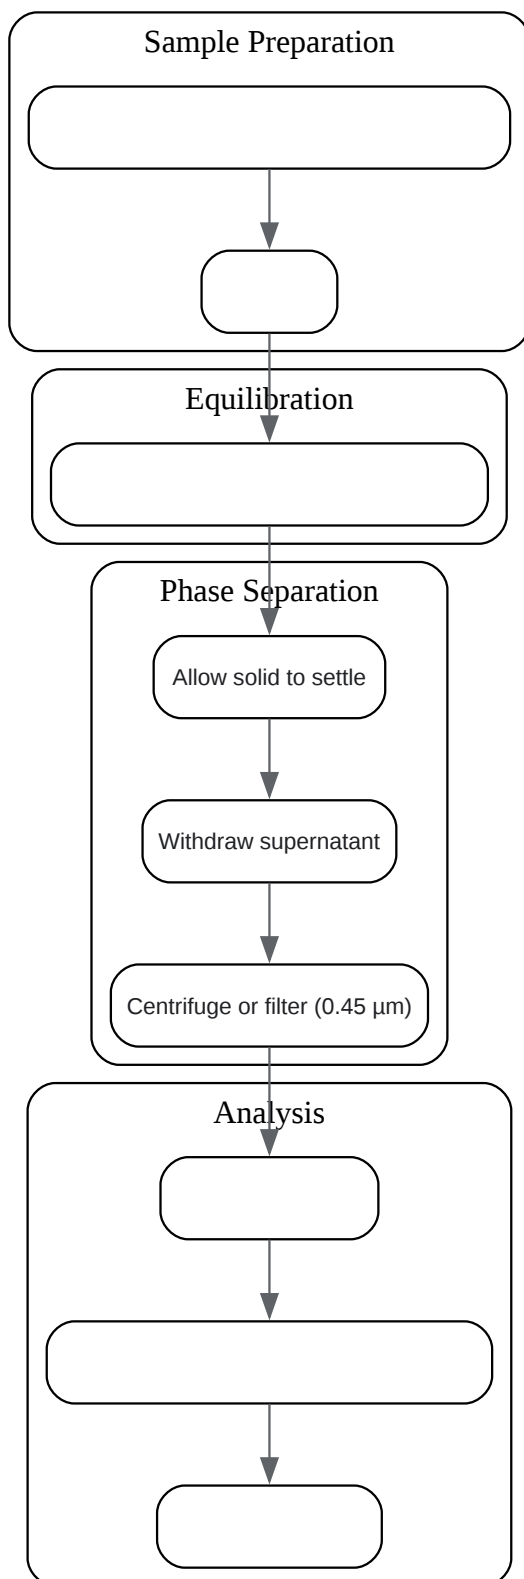 Sample Preparation
Equilibration
Phase Separation
Allow solid to settle
Withdraw supernatant
Centrifuge or filter (0.45 µm)
Analysis